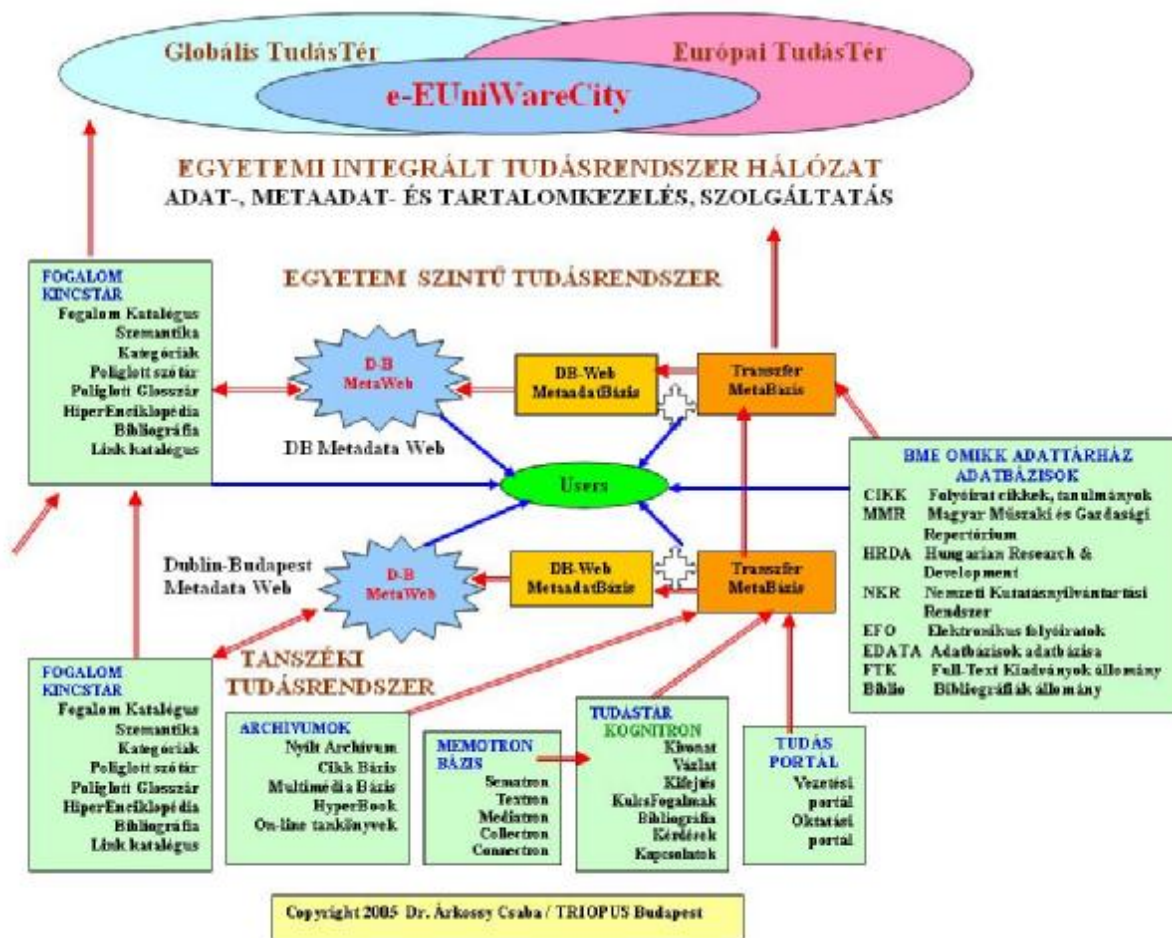 Globális TudásTér
Európai TudásTér
e-EUniWareCity
EGYETEMI INTEGRÁLT TUDÁSRENDSZER HÁLÓZAT
ADAT-, METAADAT- ÉS TARTALOMKEZELÉS, SZOLGÁLTATÁS
EGYETEM SZINTŰ TUDÁSRENDSZER
FOGALOM
KINCSTÁR
Fogalom Katalógus
Szemantika
Kategóriák
Poliglott szótár
Poliglott Glosszár
HiperEnciklopédia
Bibliográfia
Link katalógus
D-B
MetaWeb
DB Metadata Web
DB-Web
MetaadatBázis
Transzfer
MetaBázis
Users
BME OMIKK ADATTÁRHÁZ
ADATBÁZISOK
CIKK Folyóirat cikkek, tanulmányok
MMR Magyar Műszaki és Gazdasági
Repertórium
HRDA Hungarian Research &
Development
NKR Nemzeti Kutatásnyilvántartási
Rendszer
EFO Elektronikus folyóiratok
EDATA Adatbázisok adatbázisa
FTK Full-Text Kiadványok állomány
Biblio Bibliográfiák állomány
Dublin-Budapest
Metadata Web
D-B
MetaWeb
DB-Web
MetaadatBázis
Transzfer
MetaBázis
TANSZÉKI
TUDÁSRENDSZER
FOGALOM
KINCSTÁR
Fogalom Katalógus
Szemantika
Kategóriák
Poliglott szótár
Poliglott Glosszár
HiperEnciklopédia
Bibliográfia
Link katalógus
ARCHÍVUMOK
Nyílt Archívum
Cikk Bázis
Multimédia Bázis
HyperBook
On-line tankönyvek
MEMOTRON
BÁZIS
Sematron
Textron
Mediatron
Collectron
Connectron
TUDÁSTÁR
KOGNITRON
Kivonat
Vázlat
Kifejtés
KulcsFogalmak
Bibliográfia
Kérdések
Kapcsolatok
TUDÁS
PORTÁL
Vezetési
portál
Oktatási
portál
Copyright 2005 Dr. Árkossy Csaba / TRIOPUS Budapest